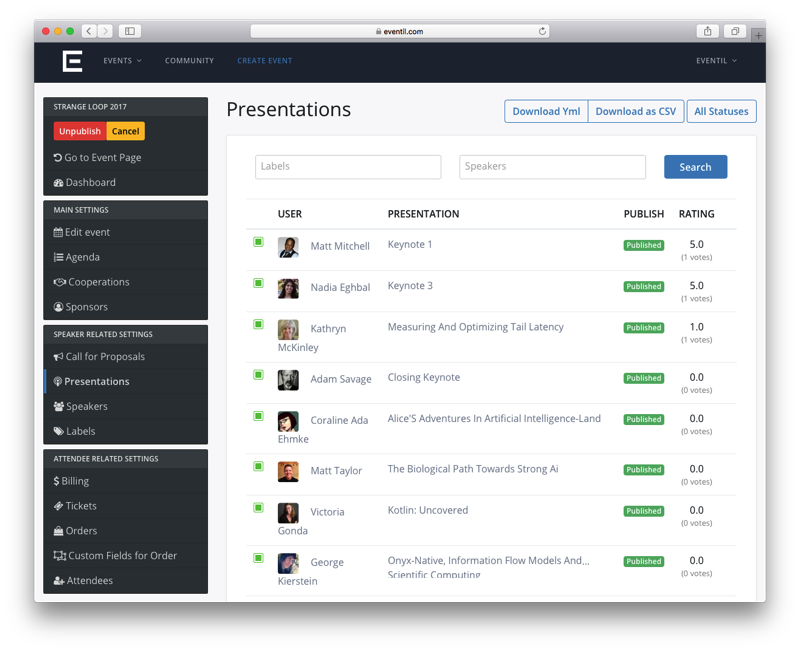 eventil.com
E
EVENTS
COMMUNITY
CREATE EVENT
EVENTIL
STRANGE LOOP 2017
Unpublish
Cancel
Go to Event Page
Dashboard
MAIN SETTINGS
Edit event
Agenda
Cooperations
Sponsors
SPEAKER RELATED SETTINGS
Call for Proposals
Presentations
Speakers
Labels
ATTENDEE RELATED SETTINGS
$ Billing
Tickets
Orders
Custom Fields for Order
Attendees
Presentations
Download Yml
Download as CSV
All Statuses
Labels
Speakers
Search
USER PRESENTATION PUBLISH RATING
Matt Mitchell Keynote 1 Published 5.0
(1 votes)
Nadia Eghbal Keynote 3 Published 5.0
(1 votes)
Kathryn Measuring And Optimizing Tail Latency Published 1.0
McKinley (1 votes)
Adam Savage Closing Keynote Published 0.0
(0 votes)
Coraline Ada Alice'S Adventures In Artificial Intelligence-Land Published 0.0
Ehmke (0 votes)
Matt Taylor The Biological Path Towards Strong Ai Published 0.0
(0 votes)
Victoria Kotlin: Uncovered Published 0.0
Gonda (0 votes)
George Onyx-Native, Information Flow Models And... Published 0.0
Kierstein Scientific Computing (0 votes)